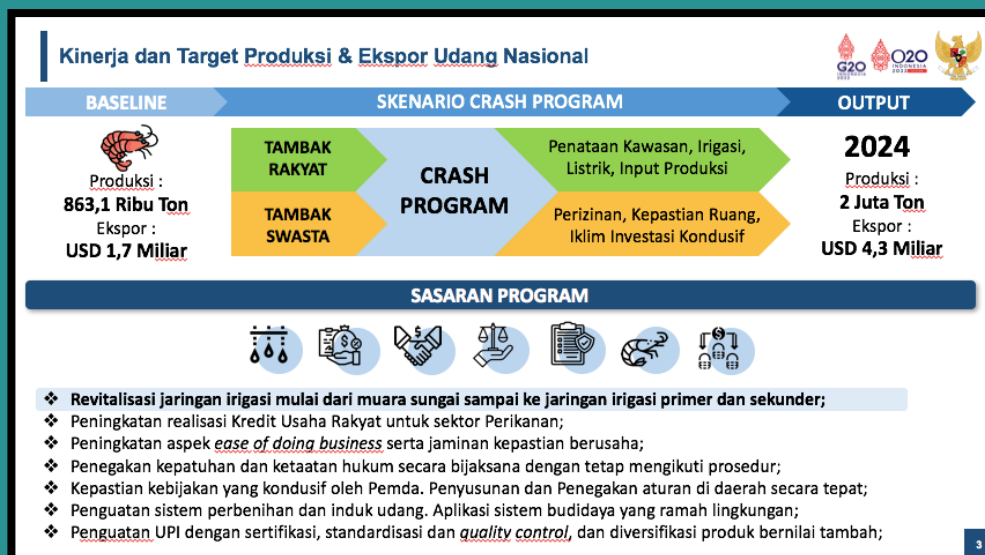 Kinerja dan Target Produksi & Ekspor Udang Nasional
G20
INDONESIA
2022
O20
INDONESIA
2022
BASELINE
SKENARIO CRASH PROGRAM
OUTPUT
Produksi :
863,1 Ribu Ton
Ekspor :
USD 1,7 Miliar
TAMBAK
RAKYAT
TAMBAK
SWASTA
CRASH
PROGRAM
Penataan Kawasan, Irigasi,
Listrik, Input Produksi
Perizinan, Kepastian Ruang,
Iklim Investasi Kondusif
2024
Produksi :
2 Juta Ton
Ekspor :
USD 4,3 Miliar
SASARAN PROGRAM
❖ Revitalisasi jaringan irigasi mulai dari muara sungai sampai ke jaringan irigasi primer dan sekunder;
❖ Peningkatan realisasi Kredit Usaha Rakyat untuk sektor Perikanan;
❖ Peningkatan aspek ease of doing business serta jaminan kepastian berusaha;
❖ Penegakan kepatuhan dan ketaatan hukum secara bijaksana dengan tetap mengikuti prosedur;
❖ Kepastian kebijakan yang kondusif oleh Pemda. Penyusunan dan Penegakan aturan di daerah secara tepat;
❖ Penguatan sistem perbenihan dan induk udang. Aplikasi sistem budidaya yang ramah lingkungan;
❖ Penguatan UPI dengan sertifikasi, standardisasi dan quality control, dan diversifikasi produk bernilai tambah;
3